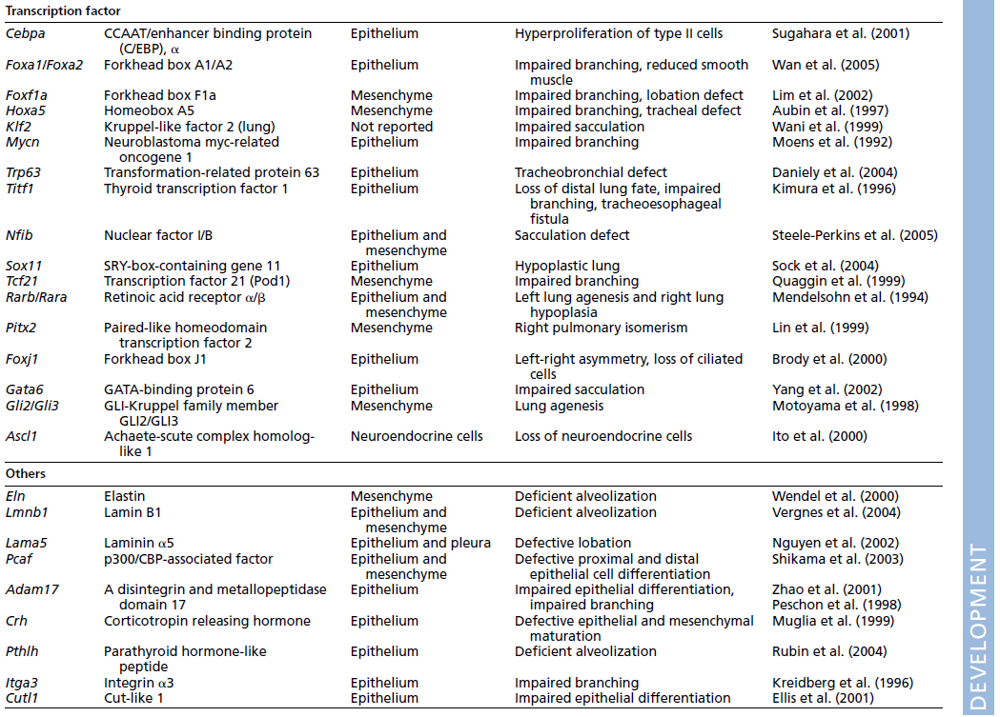 Transcription factor
Cebpa CCAAT/enhancer binding protein Epithelium Hyperproliferation of type II cells Sugahara et al. (2001)
(C/EBP), α
Foxa1/Foxa2 Forkhead box A1/A2 Epithelium Impaired branching, reduced smooth Wan et al. (2005)
muscle
Foxf1a Forkhead box F1a Mesenchyme Impaired branching, lobation defect Lim et al. (2002)
Hoxa5 Homeobox A5 Mesenchyme Impaired branching, tracheal defect Aubin et al. (1997)
Klf2 Kruppel-like factor 2 (lung) Not reported Impaired sacculation Wani et al. (1999)
Mycn Neuroblastoma myc-related Epithelium Impaired branching Moens et al. (1992)
oncogene 1
Trp63 Transformation-related protein 63 Epithelium Tracheobronchial defect Daniely et al. (2004)
Titf1 Thyroid transcription factor 1 Epithelium Loss of distal lung fate, impaired Kimura et al. (1996)
branching, tracheoesophageal
fistula
Nfib Nuclear factor I/B Epithelium and Sacculation defect Steele-Perkins et al. (2005)
mesenchyme
Sox11 SRY-box-containing gene 11 Epithelium Hypoplastic lung Sock et al. (2004)
Tcf21 Transcription factor 21 (Pod1) Mesenchyme Impaired branching Quaggin et al. (1999)
Rarb/Rara Retinoic acid receptor α/β Epithelium and Left lung agenesis and right lung Mendelsohn et al. (1994)
mesenchyme hypoplasia
Pitx2 Paired-like homeodomain Mesenchyme Right pulmonary isomerism Lin et al. (1999)
transcription factor 2
Foxj1 Forkhead box J1 Epithelium Left-right asymmetry, loss of ciliated Brody et al. (2000)
cells
Gata6 GATA-binding protein 6 Epithelium Impaired sacculation Yang et al. (2002)
Gli2/Gli3 GLI-Kruppel family member Mesenchyme Lung agenesis Motoyama et al. (1998)
GLI2/GLI3
Ascl1 Achaete-scute complex homolog- Neuroendocrine cells Loss of neuroendocrine cells Ito et al. (2000)
like 1
Others
Eln Elastin Mesenchyme Deficient alveolization Wendel et al. (2000)
Lmnb1 Lamin B1 Epithelium and Deficient alveolization Vergnes et al. (2004)
mesenchyme
Lama5 Laminin α5 Epithelium and pleura Defective lobation Nguyen et al. (2002)
Pcaf p300/CBP-associated factor Epithelium and Defective proximal and distal Shikama et al. (2003)
mesenchyme epithelial cell differentiation
Adam17 A disintegrin and metallopeptidase Epithelium Impaired epithelial differentiation, Zhao et al. (2001)
domain 17 impaired branching Peschon et al. (1998)
Crh Corticotropin releasing hormone Epithelium Defective epithelial and mesenchymal Muglia et al. (1999)
maturation
Pthlh Parathyroid hormone-like Epithelium Deficient alveolization Rubin et al. (2004)
peptide
Itga3 Integrin α3 Epithelium Impaired branching Kreidberg et al. (1996)
Cutl1 Cut-like 1 Epithelium Impaired epithelial differentiation Ellis et al. (2001)
DEVELOPMENT